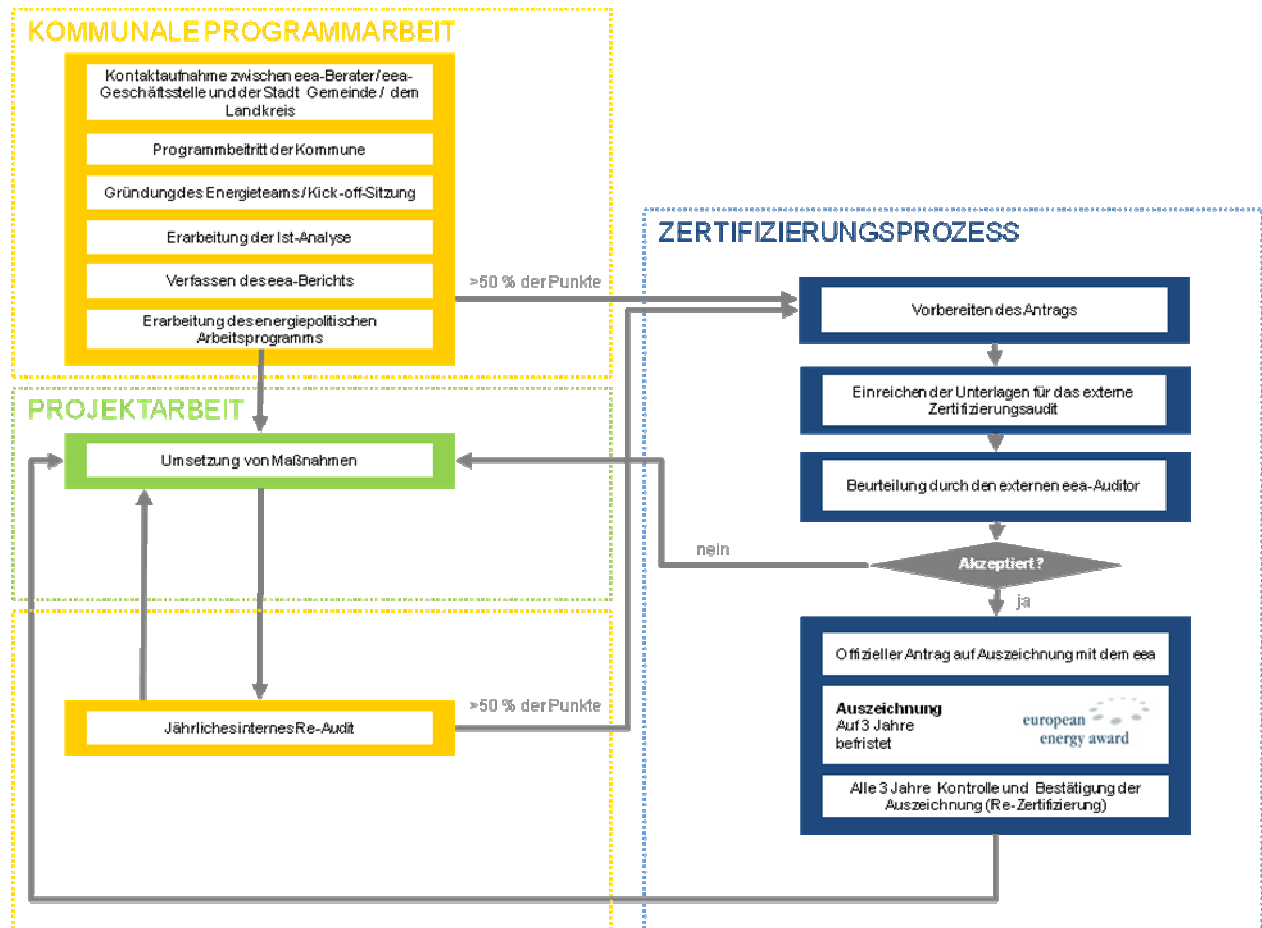 KOMMUNALE PROGRAMMARBEIT
Kontaktaufnahme zwischen eea-Berater/eea-
Geschäftsstelle und der Stadt Gemeinde / dem
Landkreis
Programmbeitritt der Kommune
Gründung des Energieteams / Kick-off-Sitzung
Erarbeitung der Ist-Analyse
Verfassen des eea-Berichts
Erarbeitung des energiepolitischen
Arbeitsprogramms
>50 % der Punkte
PROJEKTARBEIT
Umsetzung von Maßnahmen
Jährliches internes Re-Audit
>50 % der Punkte
ZERTIFIZIERUNGSPROZESS
Vorbereiten des Antrags
Einreichen der Unterlagen für das externe
Zertifizierungsaudit
Beurteilung durch den externen eea-Auditor
Akzeptiert?
nein
ja
Offizieller Antrag auf Auszeichnung mit dem eea
Auszeichnung
Auf 3 Jahre
befristet
european
energy award
Alle 3 Jahre Kontrolle und Bestätigung der
Auszeichnung (Re-Zertifizierung)